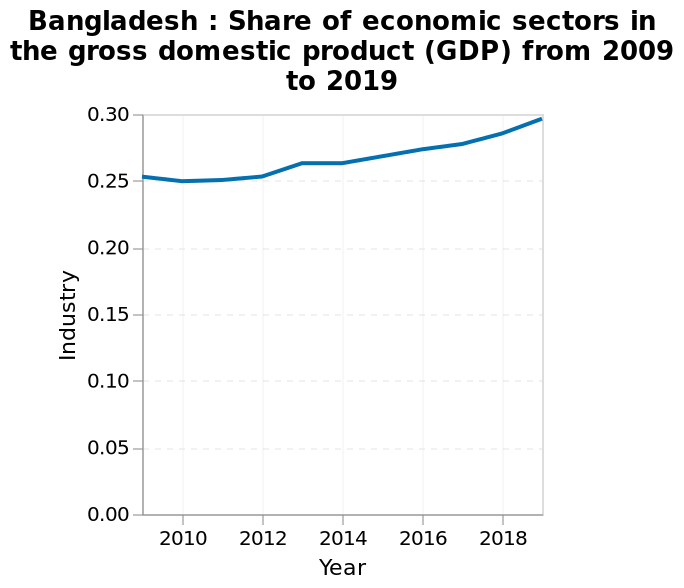 Bangladesh : Share of economic sectors in
the gross domestic product (GDP) from 2009
to 2019
0.30
0.25
0.20
0.15
0.10
0.05
0.00
Industry
2010 2012 2014 2016 2018
Year